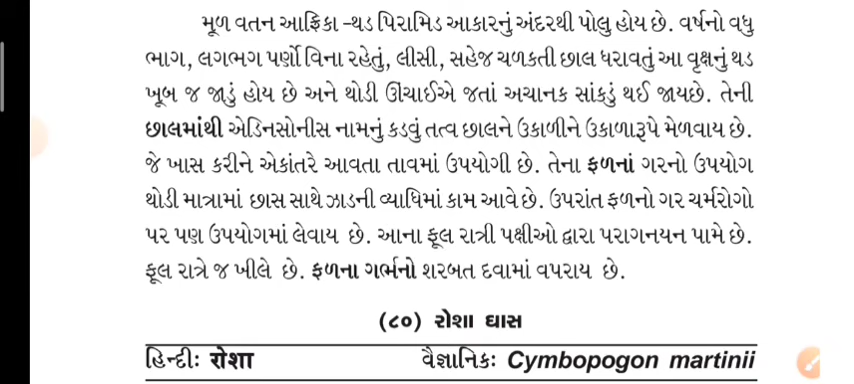 મૂળ વતન આફ્રિકા -થડ પિરામિડ આકારનું અંદરથી પોલુ હોય છે. વર્ષનો વધુ
ભાગ, લગભગ પર્ણો વિના રહેતું, લીસી, સહેજ ચળકતી છાલ ધરાવતું આ વૃક્ષનું થડ
ખૂબ જ જાડું હોય છે અને થોડી ઊંચાઈએ જતાં અચાનક સાંકડું થઈ જાયછે. તેની
છાલમાંથી એડિનસોનીસ નામનું કડવું તત્વ છાલને ઉકાળીને ઉકાળારૂપે મેળવાય છે.
જે ખાસ કરીને એકાંતરે આવતા તાવમાં ઉપયોગી છે. તેના ફળનાં ગરનો ઉપયોગ
થોડી માત્રામાં છાસ સાથે ઝાડની વ્યાધિમાં કામ આવે છે. ઉપરાંત ફળનો ગર ચર્મરોગો
પર પણ ઉપયોગમાં લેવાય છે. આના ફૂલ રાત્રી પક્ષીઓ દ્વારા પરાગનયન પામે છે.
ફૂલ રાત્રે જ ખીલે છે. ફળના ગર્ભનો શરબત દવામાં વપરાય છે.
(૮૦) રોશા ઘાસ
હિન્દીઃ રોશા વૈજ્ઞાનિકઃ Cymbopogon martinii